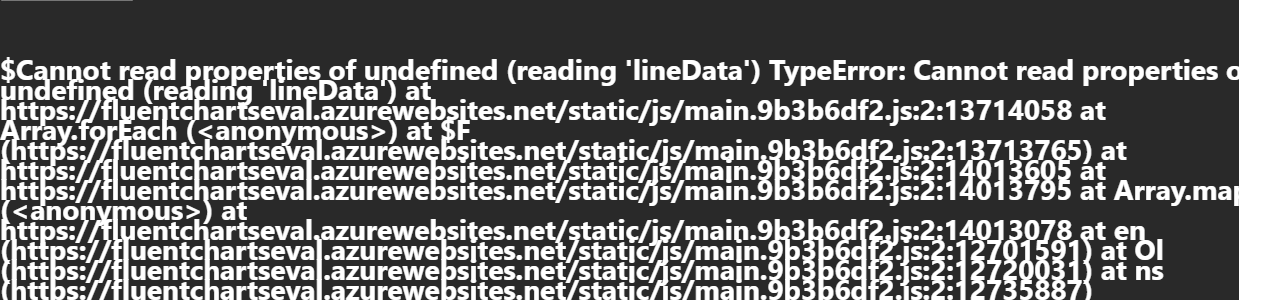 $Cannot read properties of undefined (reading 'lineData') TypeError: Cannot read properties o
undefined (reading 'lineData') at
https://fluentchartseval.azurewebsites.net/static/js/main.9b3b6df2.js:2:13714058 at
Array.forEach (<anonymous>) at $F
(https://fluentchartseval.azurewebsites.net/static/js/main.9b3b6df2.js:2:13713765) at
https://fluentchartseval.azurewebsites.net/static/js/main.9b3b6df2.js:2:14013605 at
https://fluentchartseval.azurewebsites.net/static/js/main.9b3b6df2.js:2:14013795 at Array.map
(<anonymous>) at
https://fluentchartseval.azurewebsites.net/static/js/main.9b3b6df2.js:2:14013078 at en
(https://fluentchartseval.azurewebsites.net/static/js/main.9b3b6df2.js:2:12701591) at Ol
(https://fluentchartseval.azurewebsites.net/static/js/main.9b3b6df2.js:2:12720031) at ns
(https://fluentchartseval.azurewebsites.net/static/js/main.9b3b6df2.js:2:12735887)